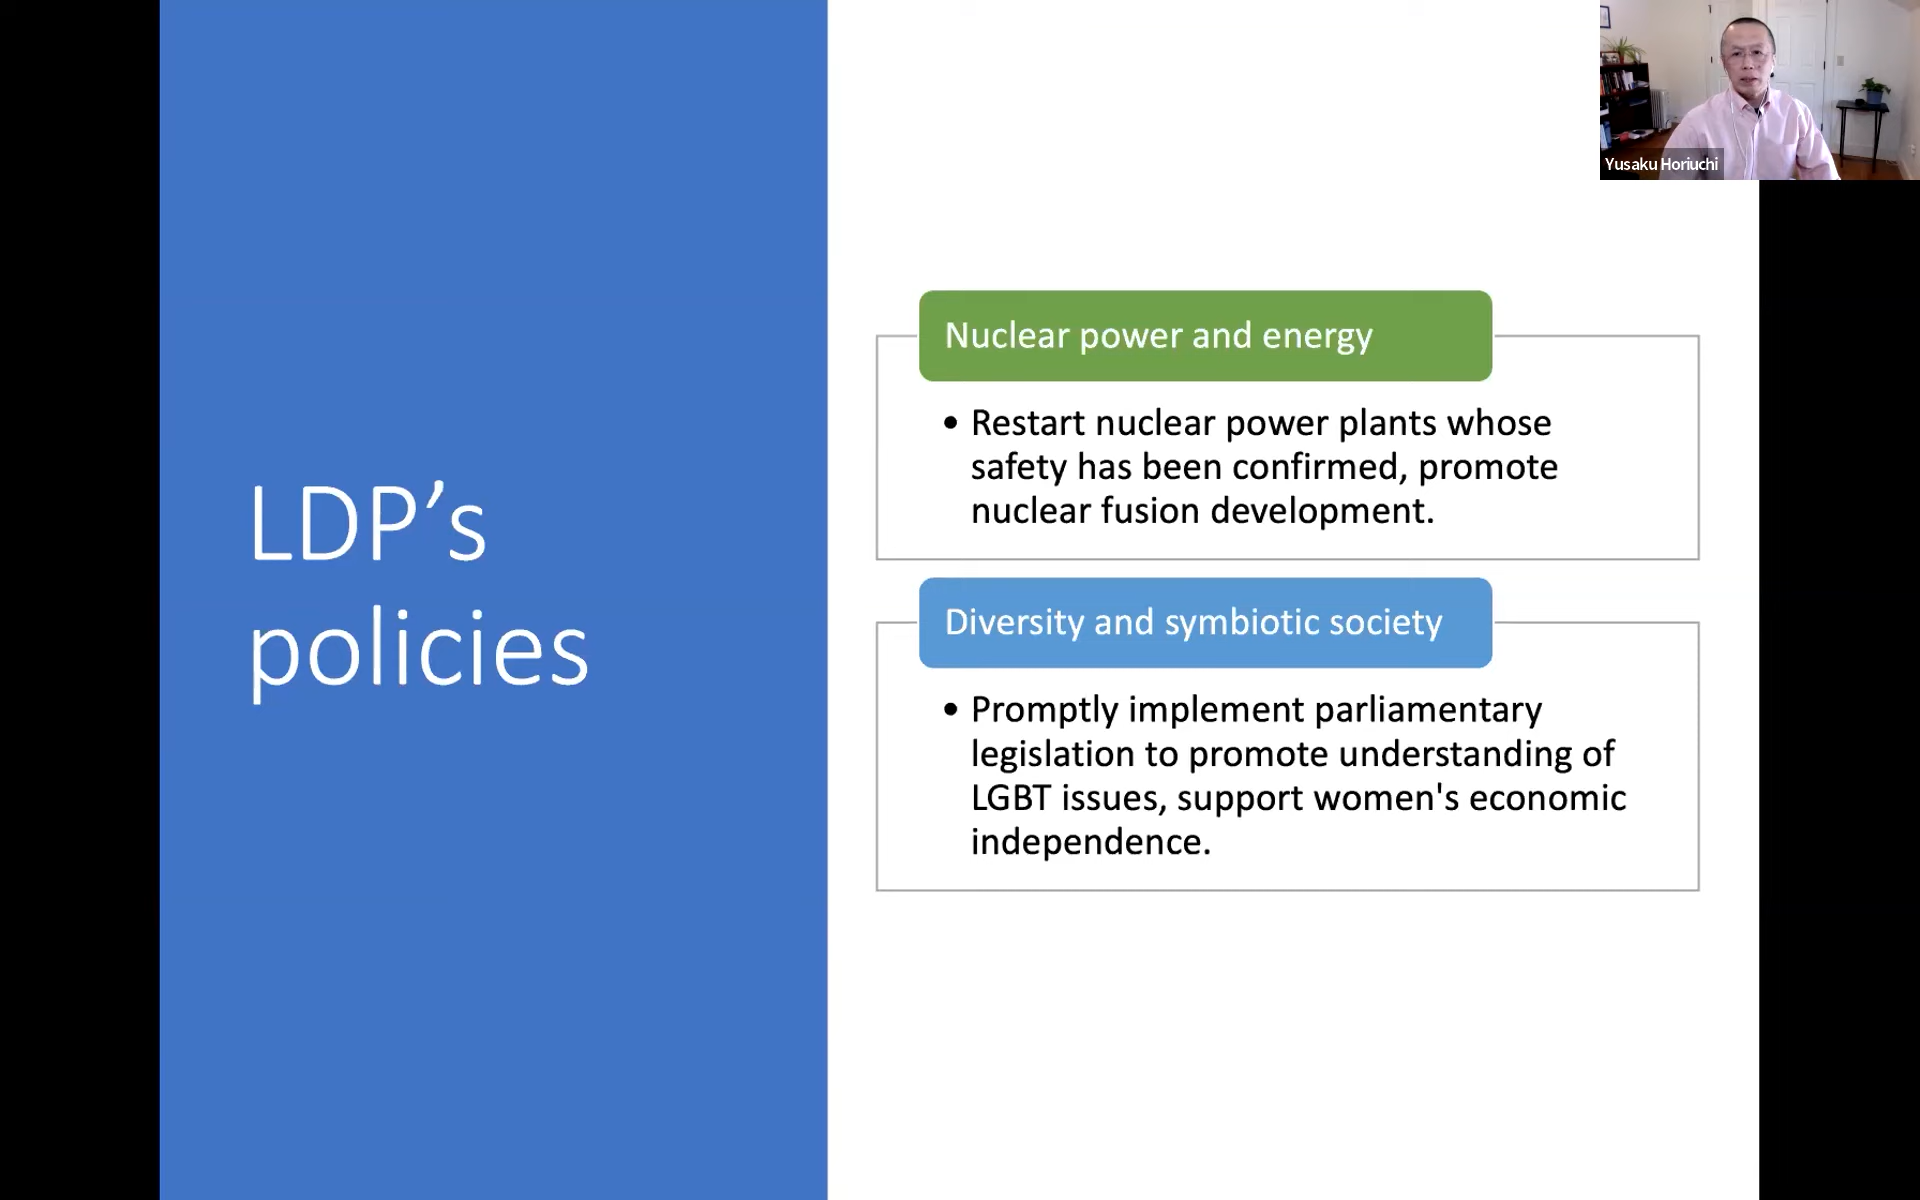 LDP’s
policies
Nuclear power and energy
• Restart nuclear power plants whose
safety has been confirmed, promote
nuclear fusion development.
Diversity and symbiotic society
• Promptly implement parliamentary
legislation to promote understanding of
LGBT issues, support women's economic
independence.
Yusaku Horiuchi